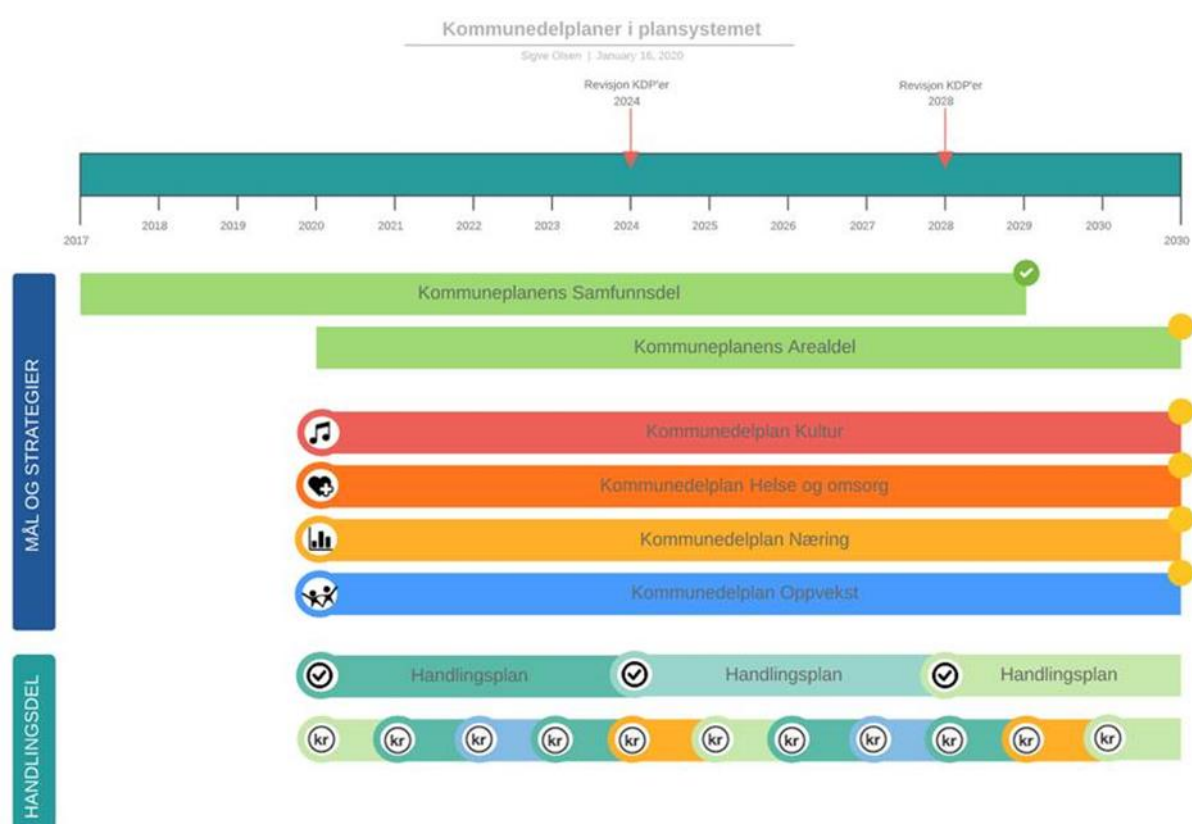 Kommunedelplaner i plansystemet
Sigve Olsen | January 16, 2020
Revisjon KDP'er
2024
Revisjon KDP'er
2028
2017
2018
2019
2020
2021
2022
2023
2024
2025
2026
2027
2028
2029
2030
2030
MÅL OG STRATEGIER
Kommuneplanens Samfunnsdel
Kommuneplanens Arealdel
Kommunedelplan Kultur
Kommunedelplan Helse og omsorg
Kommunedelplan Næring
Kommunedelplan Oppvekst
HANDLINGSDEL
Handlingsplan
Handlingsplan
Handlingsplan
kr
kr
kr
kr
kr
kr
kr
kr
kr
kr
kr